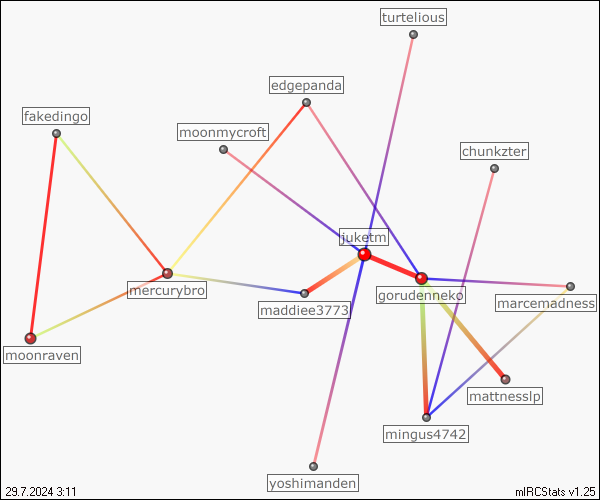 turtelious
edgepanda
fakedingo
moonmycroft
chunkzter
juketm
mercurybro
gorudenneko
marcemadness
maddiee3773
moonraven
mattnesslp
mingus4742
yoshimanden
29.7.2024 3:11
mIRCStats v1.25